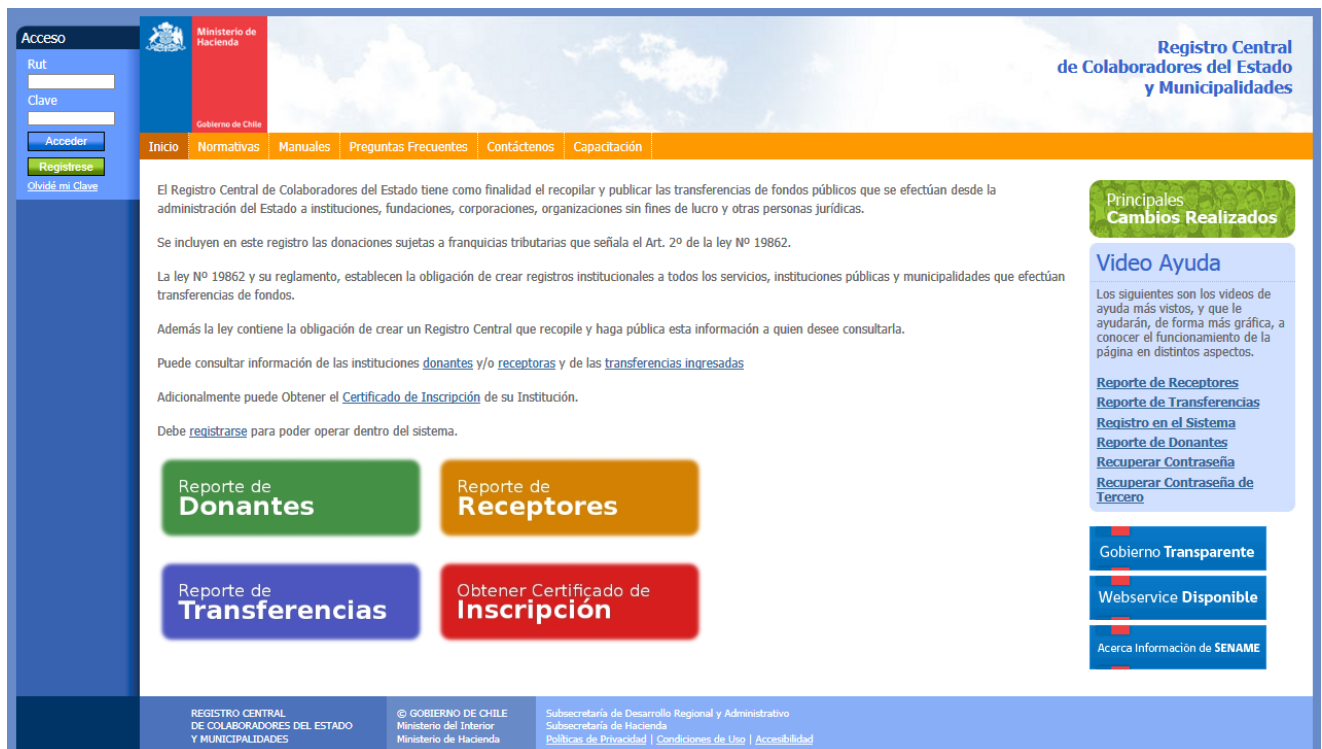 Acceso
Rut
Clave
Acceder
Regístrese
Olvidé mi Clave
Ministerio de
Hacienda
Gobierno de Chile
Registro Central
de Colaboradores del Estado
y Municipalidades
Inicio Normativas Manuales Preguntas Frecuentes Contáctenos Capacitación
El Registro Central de Colaboradores del Estado tiene como finalidad el recopilar y publicar las transferencias de fondos públicos que se efectúan desde la
administración del Estado a instituciones, fundaciones, corporaciones, organizaciones sin fines de lucro y otras personas jurídicas.
Se incluyen en este registro las donaciones sujetas a franquicias tributarias que señala el Art. 2º de la ley Nº 19862.
La ley Nº 19862 y su reglamento, establecen la obligación de crear registros institucionales a todos los servicios, instituciones públicas y municipalidades que efectúan
transferencias de fondos.
Además la ley contiene la obligación de crear un Registro Central que recopile y haga pública esta información a quien desee consultarla.
Puede consultar información de las instituciones donantes y/o receptoras y de las transferencias ingresadas
Adicionalmente puede Obtener el Certificado de Inscripción de su Institución.
Debe registrarse para poder operar dentro del sistema.
Reporte de
Donantes
Reporte de
Receptores
Reporte de
Transferencias
Obtener Certificado de
Inscripción
Principales
Cambios Realizados
Video Ayuda
Los siguientes son los videos de
ayuda más vistos, y que le
ayudarán, de forma más gráfica, a
conocer el funcionamiento de la
página en distintos aspectos.
Reporte de Receptores
Reporte de Transferencias
Registro en el Sistema
Reporte de Donantes
Recuperar Contraseña
Recuperar Contraseña de
Tercero
Gobierno Transparente
Webservice Disponible
Acerca Información de SENAME
REGISTRO CENTRAL
DE COLABORADORES DEL ESTADO
Y MUNICIPALIDADES
© GOBIERNO DE CHILE
Ministerio del Interior
Ministerio de Hacienda
Subsecretaría de Desarrollo Regional y Administrativo
Subsecretaría de Hacienda
Políticas de Privacidad | Condiciones de Uso | Accesibilidad